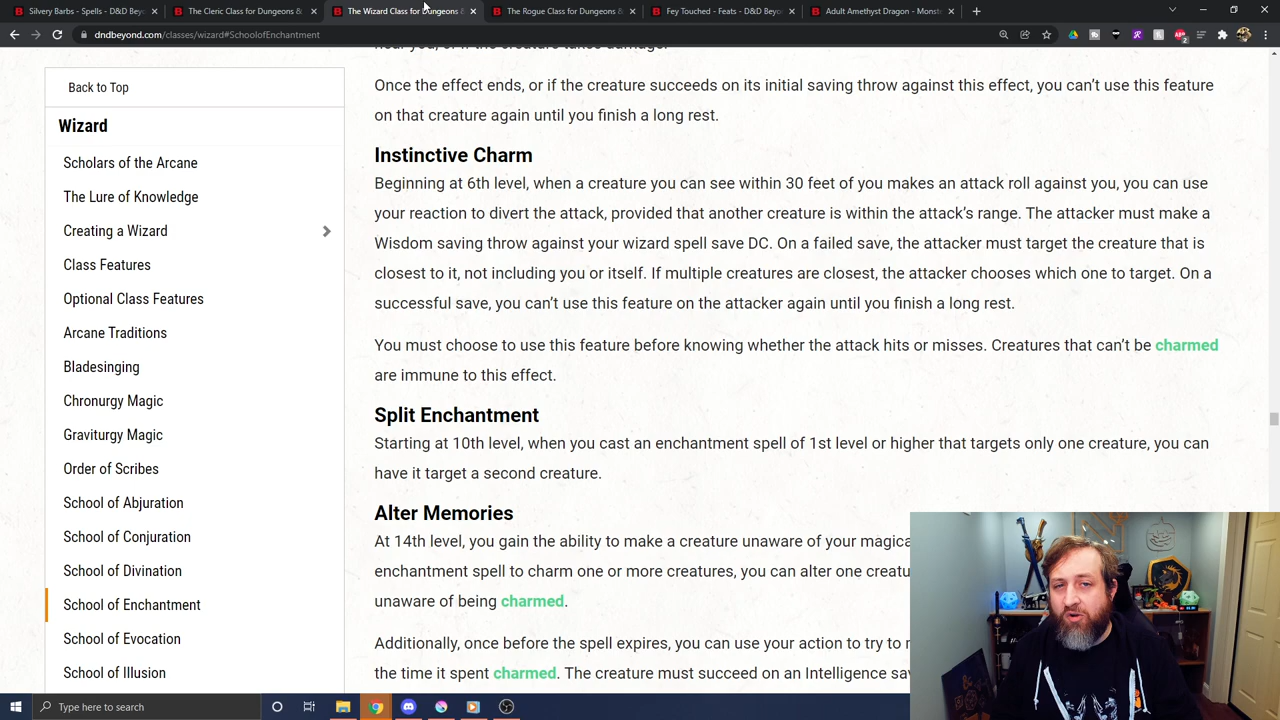 Silvery Barbs - Spells - D&D Bey
The Cleric Class for Dungeons &
The Wizard Class for Dungeons &
The Rogue Class for Dungeons &
Fey Touched - Feats - D&D Beyo
Adult Amethyst Dragon - Monst
dndbeyond.com/classes/wizard#SchoolofEnchantment
Back to Top
Wizard
Scholars of the Arcane
The Lure of Knowledge
Creating a Wizard
Class Features
Optional Class Features
Arcane Traditions
Bladesinging
Chronurgy Magic
Graviturgy Magic
Order of Scribes
School of Abjuration
School of Conjuration
School of Divination
School of Enchantment
School of Evocation
School of Illusion
near you, or if the creature takes damage.
Once the effect ends, or if the creature succeeds on its initial saving throw against this effect, you can't use this feature
on that creature again until you finish a long rest.
Instinctive Charm
Beginning at 6th level, when a creature you can see within 30 feet of you makes an attack roll against you, you can use
your reaction to divert the attack, provided that another creature is within the attack's range. The attacker must make a
Wisdom saving throw against your wizard spell save DC. On a failed save, the attacker must target the creature that is
closest to it, not including you or itself. If multiple creatures are closest, the attacker chooses which one to target. On a
successful save, you can't use this feature on the attacker again until you finish a long rest.
You must choose to use this feature before knowing whether the attack hits or misses. Creatures that can't be charmed
are immune to this effect.
Split Enchantment
Starting at 10th level, when you cast an enchantment spell of 1st level or higher that targets only one creature, you can
have it target a second creature.
Alter Memories
At 14th level, you gain the ability to make a creature unaware of your magica
enchantment spell to charm one or more creatures, you can alter one creatu
unaware of being charmed.
Additionally, once before the spell expires, you can use your action to try to
the time it spent charmed. The creature must succeed on an Intelligence sav
Type here to search